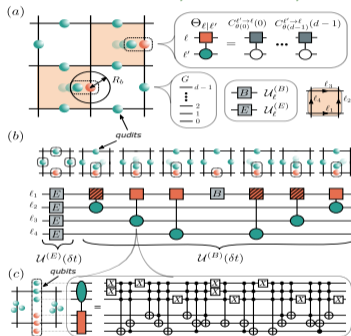 (a)
Θ_{ℓ|ℓ'} C^{ℓ'→ℓ}_{θ(0)}(0) C^{ℓ'→ℓ}_{θ(d−1)}(d−1)
ℓ = ...
ℓ'
R_b
G
d−1
2
1
0
B U_ℓ^{(B)}
E U_ℓ^{(E)}
ℓ_3
ℓ_4 ℓ_2
ℓ_1
qudits
(b)
ℓ_1 E B
ℓ_2 E
ℓ_3 E
ℓ_4 E
U^{(E)}(δt) U^{(B)}(δt)
(c) qubits
=
X X X X X X